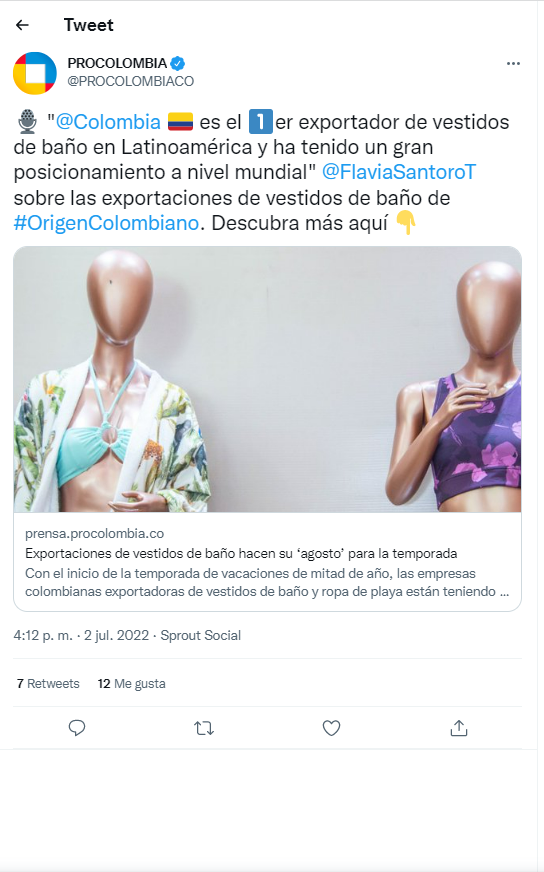 Tweet
PROCOLOMBIA
@PROCOLOMBIACO
"@Colombia 🇨🇴 es el 1️⃣er exportador de vestidos
de baño en Latinoamérica y ha tenido un gran
posicionamiento a nivel mundial" @FlaviaSantoroT
sobre las exportaciones de vestidos de baño de
#OrigenColombiano. Descubra más aquí 👇
prensa.procolombia.co
Exportaciones de vestidos de baño hacen su ‘agosto’ para la temporada
Con el inicio de la temporada de vacaciones de mitad de año, las empresas
colombianas exportadoras de vestidos de baño y ropa de playa están teniendo ...
4:12 p. m. · 2 jul. 2022 · Sprout Social
7 Retweets 12 Me gusta